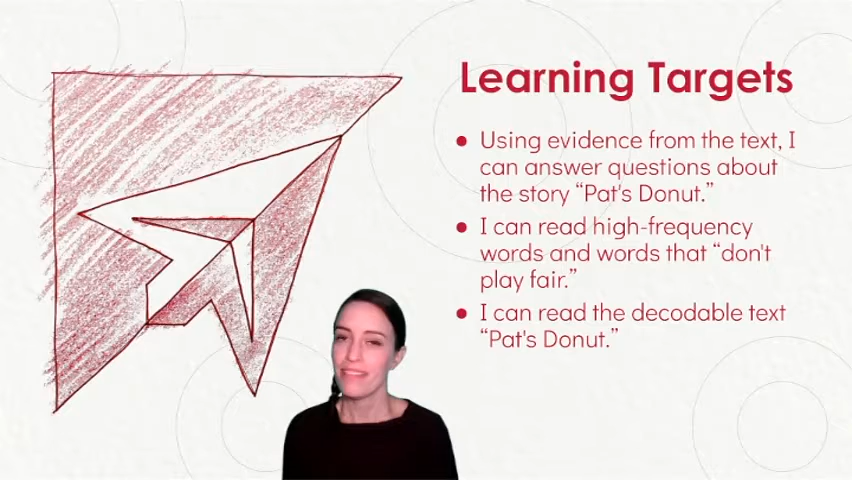 Learning Targets
● Using evidence from the text, I
can answer questions about
the story “Pat's Donut.”
● I can read high-frequency
words and words that “don't
play fair.”
● I can read the decodable text
“Pat's Donut.”